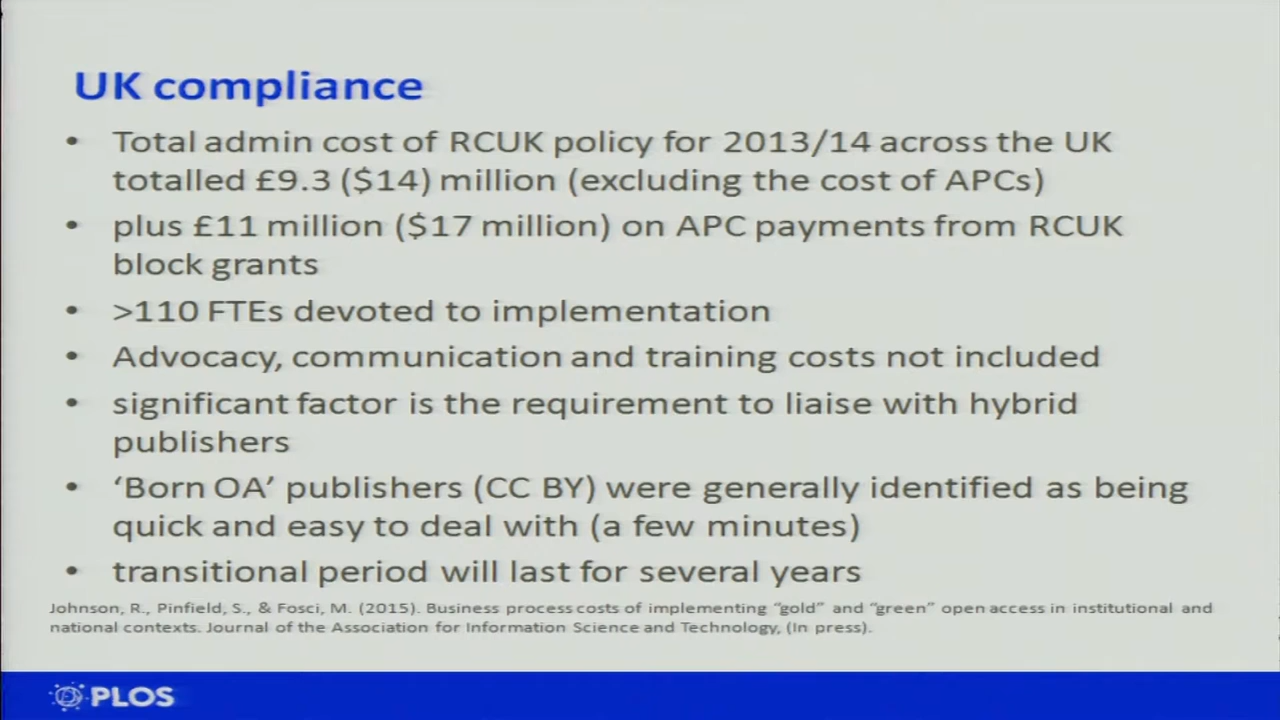 UK compliance
• Total admin cost of RCUK policy for 2013/14 across the UK
totalled £9.3 ($14) million (excluding the cost of APCs)
• plus £11 million ($17 million) on APC payments from RCUK
block grants
• >110 FTEs devoted to implementation
• Advocacy, communication and training costs not included
• significant factor is the requirement to liaise with hybrid
publishers
• ‘Born OA’ publishers (CC BY) were generally identified as being
quick and easy to deal with (a few minutes)
• transitional period will last for several years
Johnson, R., Pinfield, S., & Fosci, M. (2015). Business process costs of implementing “gold” and “green” open access in institutional and
national contexts. Journal of the Association for Information Science and Technology, (In press).
PLOS